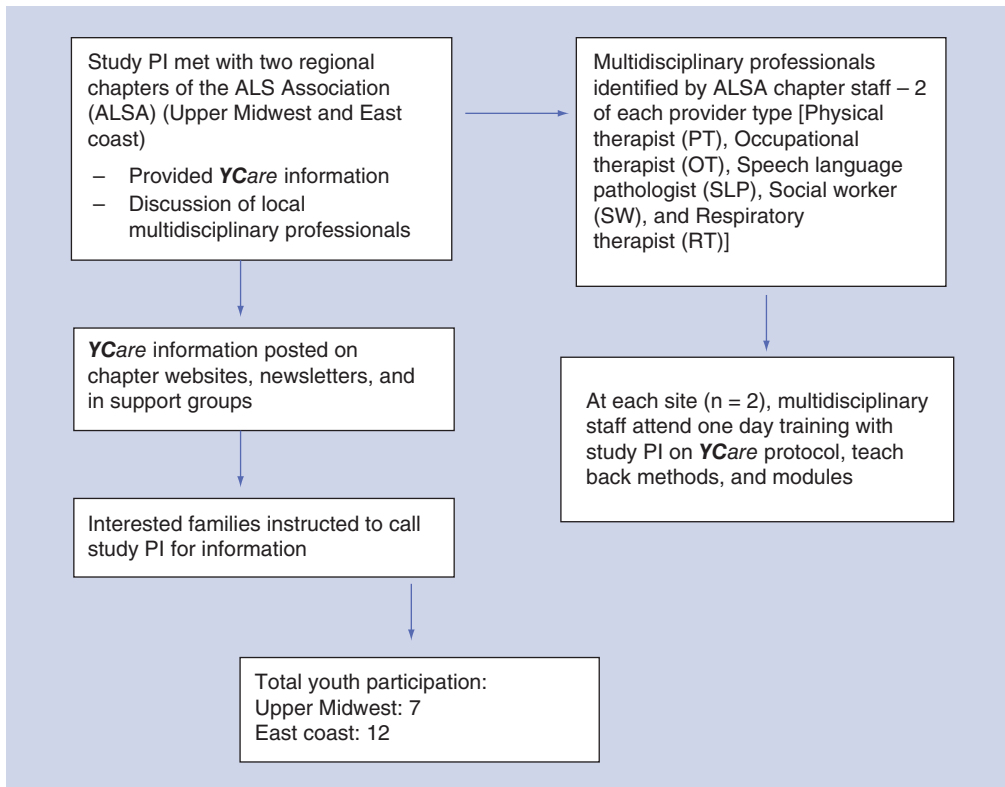 Study PI met with two regional
chapters of the ALS Association
(ALSA) (Upper Midwest and East
coast)
– Provided YCare information
– Discussion of local
multidisciplinary professionals
Multidisciplinary professionals
identified by ALSA chapter staff – 2
of each provider type [Physical
therapist (PT), Occupational
therapist (OT), Speech language
pathologist (SLP), Social worker
(SW), and Respiratory
therapist (RT)]
YCare information posted on
chapter websites, newsletters, and
in support groups
At each site (n = 2), multidisciplinary
staff attend one day training with
study PI on YCare protocol, teach
back methods, and modules
Interested families instructed to call
study PI for information
Total youth participation:
Upper Midwest: 7
East coast: 12